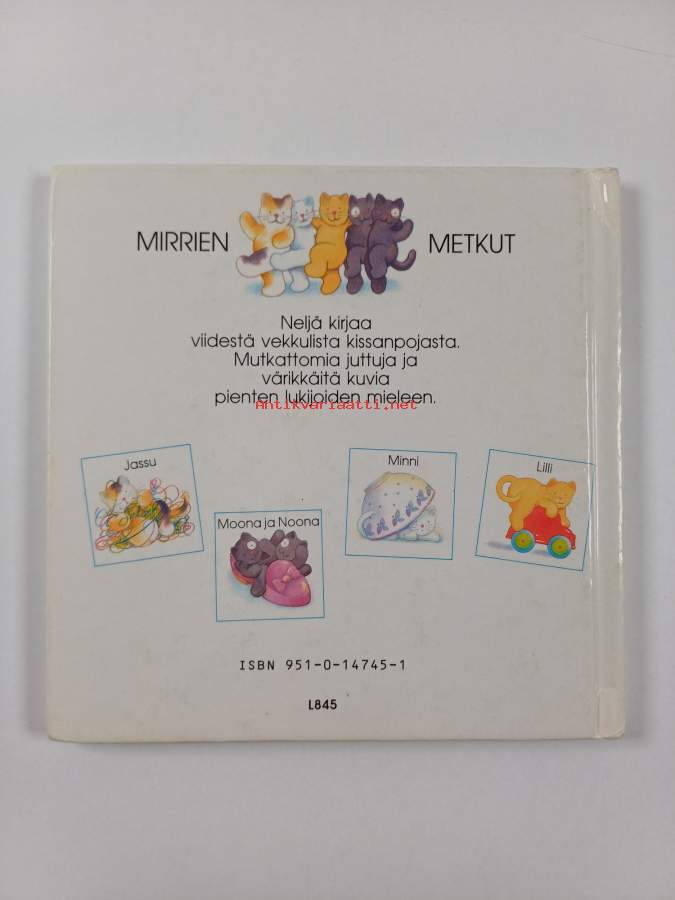 MIRRIEN METKUT
Neljä kirjaa
viidestä vekkulista kissanpojasta.
Mutkattomia juttuja ja
värikkäitä kuvia
pienten lukijoiden mieleen.
Antikvariaatti.net
Jassu
Moona ja Noona
Minni
Lilli
ISBN 951-0-14745-1
L845